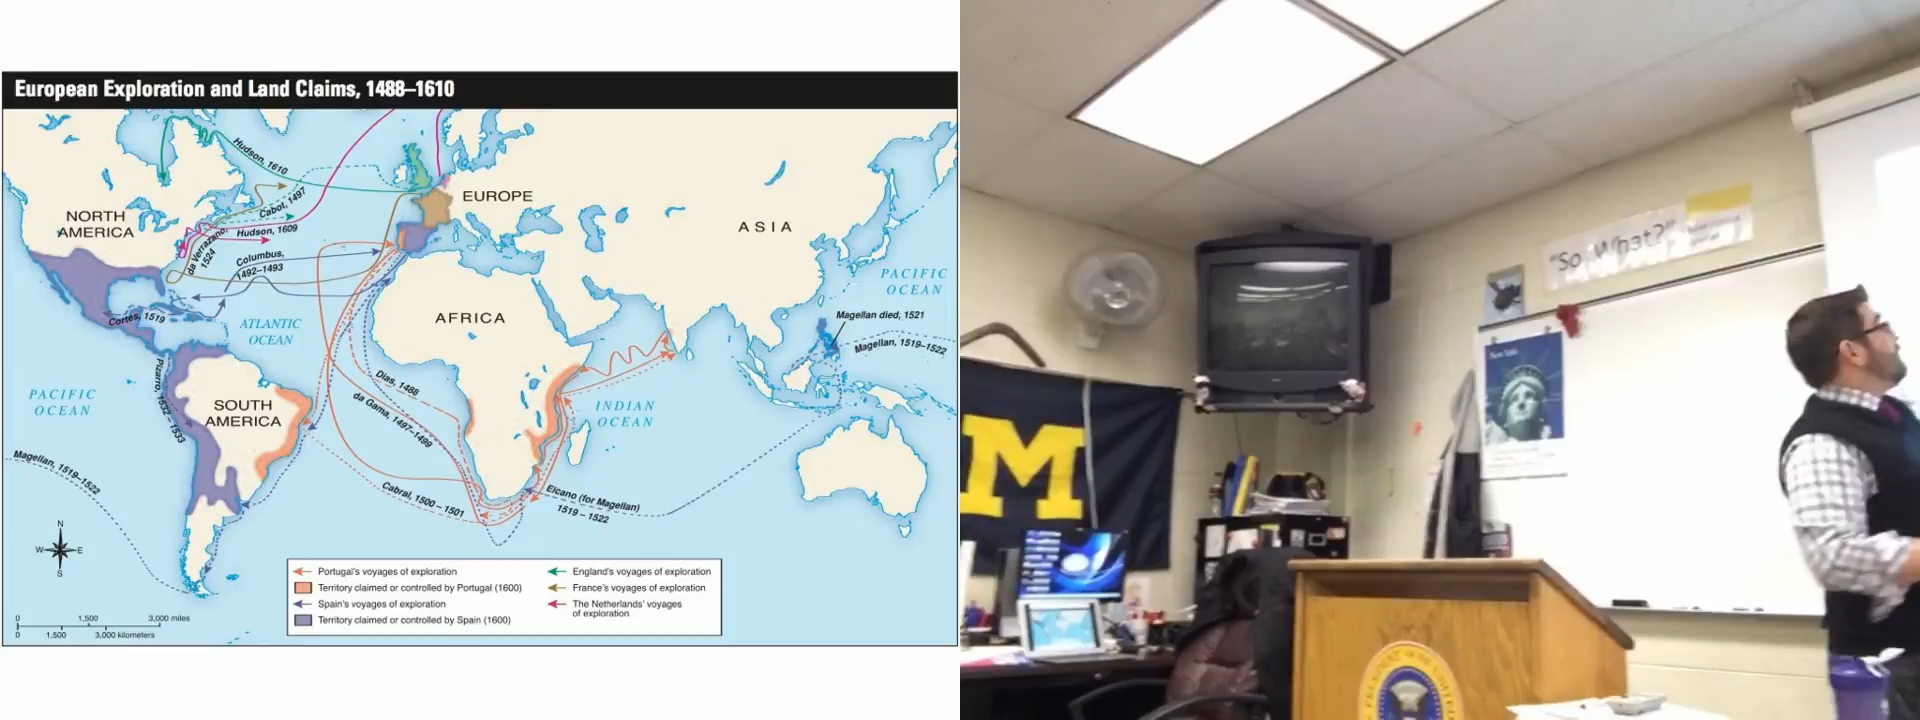 European Exploration and Land Claims, 1488–1610
Hudson, 1610
Cabot, 1497
Hudson, 1609
da Verrazano,
1524
Columbus,
1492–1493
Cortés, 1519
NORTH
AMERICA
EUROPE
ASIA
PACIFIC
OCEAN
ATLANTIC
OCEAN
AFRICA
Magellan died, 1521
Magellan, 1519–1522
Pizarro, 1532–1533
Dias, 1488
da Gama, 1497–1499
PACIFIC
OCEAN
SOUTH
AMERICA
INDIAN
OCEAN
Magellan, 1519–1522
Cabral, 1500–1501
Elcano (for Magellan)
1519–1522
N
W E
S
0 1,500 3,000 miles
0 1,500 3,000 kilometers
Portugal's voyages of exploration
Territory claimed or controlled by Portugal (1600)
Spain's voyages of exploration
Territory claimed or controlled by Spain (1600)
England's voyages of exploration
France's voyages of exploration
The Netherlands' voyages
of exploration
"So What?"
New York
M